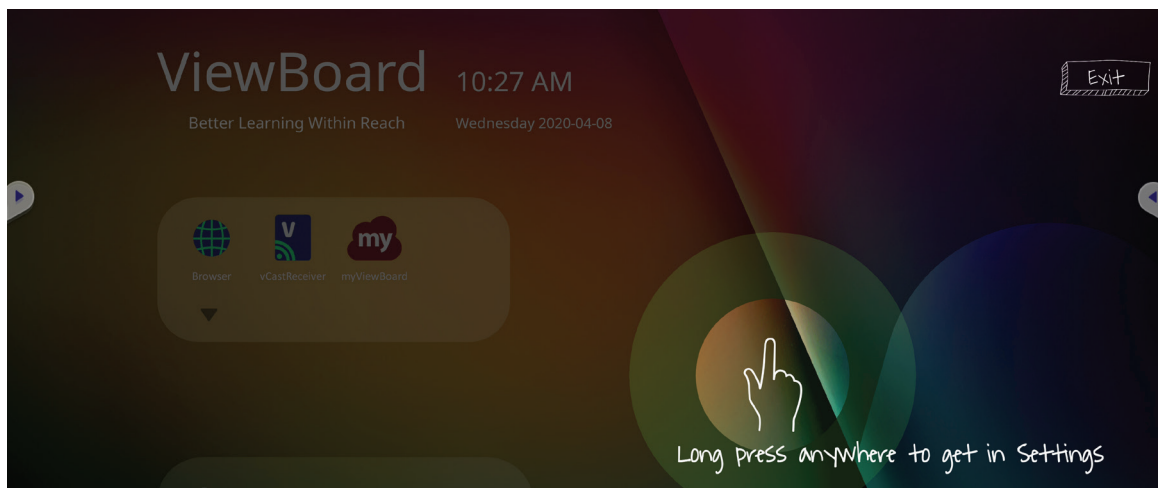 ViewBoard
10:27 AM
Exit
Better Learning Within Reach
Wednesday 2020-04-08
V
my
Browser
vCastReceiver
myViewBoard
Long press anywhere to get in Settings